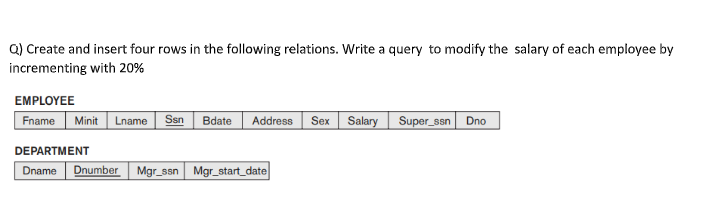 Q) Create and insert four rows in the following relations. Write a query to modify the salary of each employee by
incrementing with 20%
EMPLOYEE
Fname Minit Lname Ssn Bdate Address Sex Salary Super_ssn Dno
DEPARTMENT
Dname Dnumber Mgr_ssn Mgr_start_date